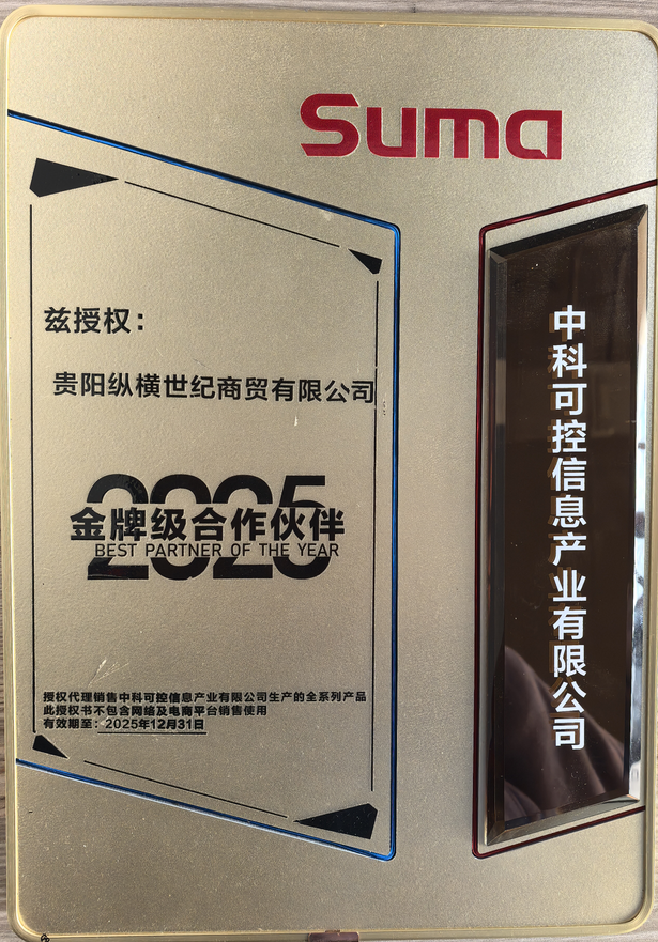 Suma
兹授权：
贵阳纵横世纪商贸有限公司
2025
金牌级合作伙伴
BEST PARTNER OF THE YEAR
授权代理销售中科可控信息产业有限公司生产的全系列产品
此授权书不包含网络及电商平台销售使用
有效期至：2025年12月31日
中科可控信息产业有限公司